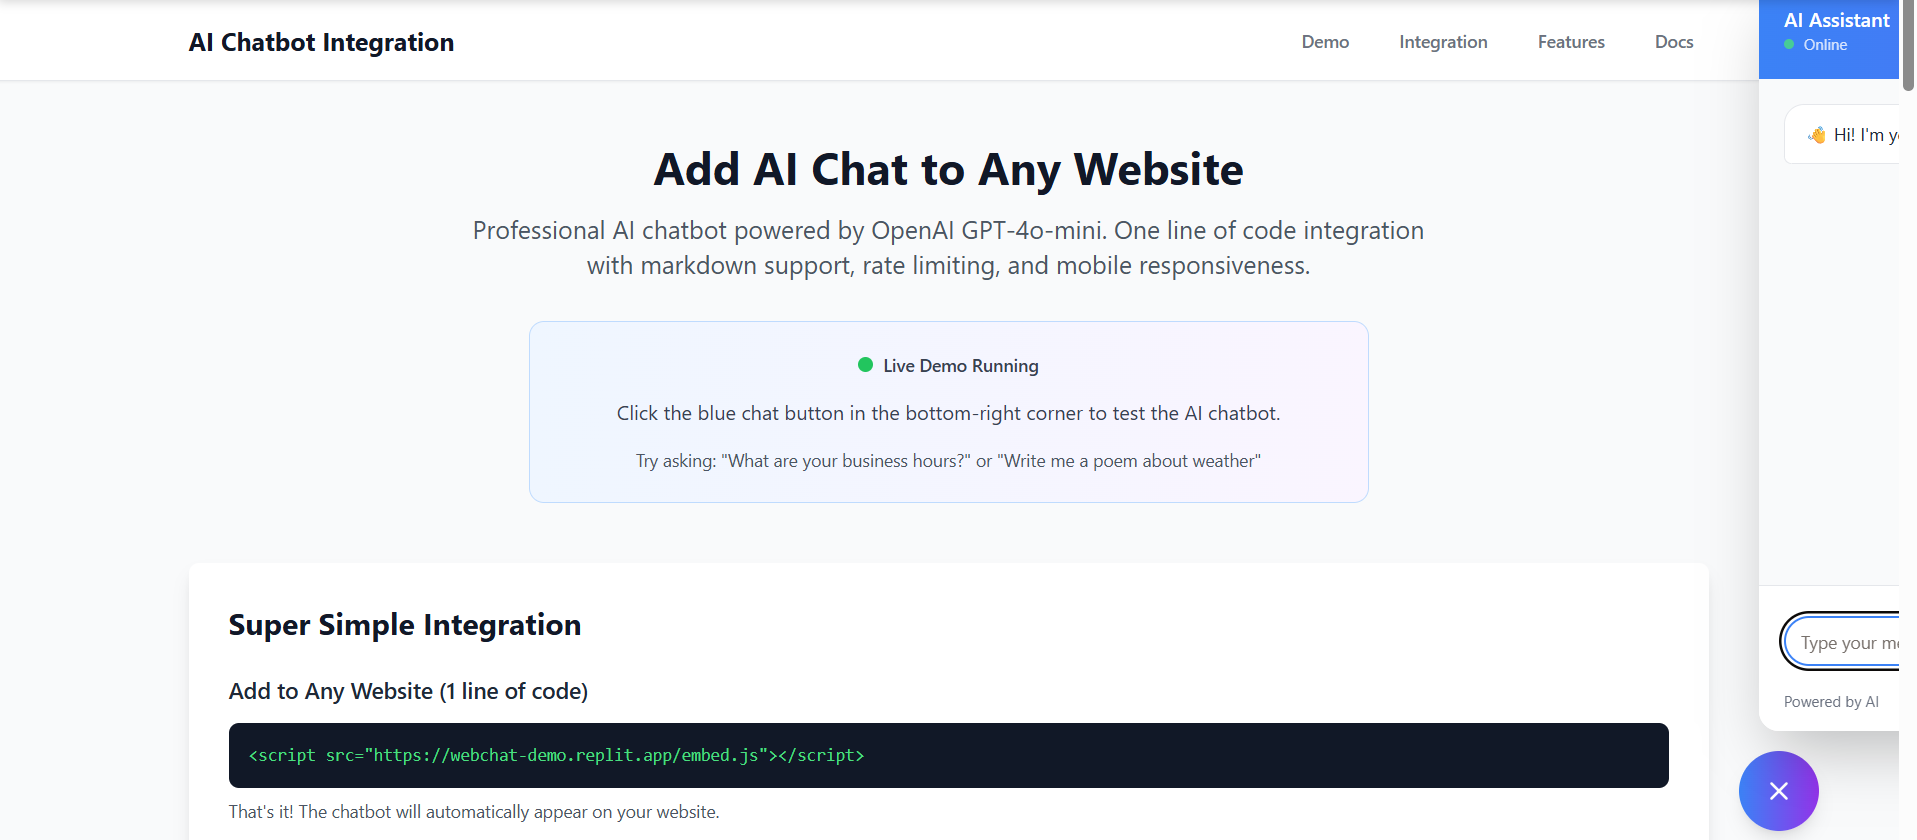 AI Chatbot Integration
Demo
Integration
Features
Docs
AI Assistant
Online
👋 Hi! I'm
Add AI Chat to Any Website
Professional AI chatbot powered by OpenAI GPT-4o-mini. One line of code integration
with markdown support, rate limiting, and mobile responsiveness.
Live Demo Running
Click the blue chat button in the bottom-right corner to test the AI chatbot.
Try asking: "What are your business hours?" or "Write me a poem about weather"
Super Simple Integration
Add to Any Website (1 line of code)
<script src="https://webchat-demo.replit.app/embed.js"></script>
That's it! The chatbot will automatically appear on your website.
Type your
Powered by AI